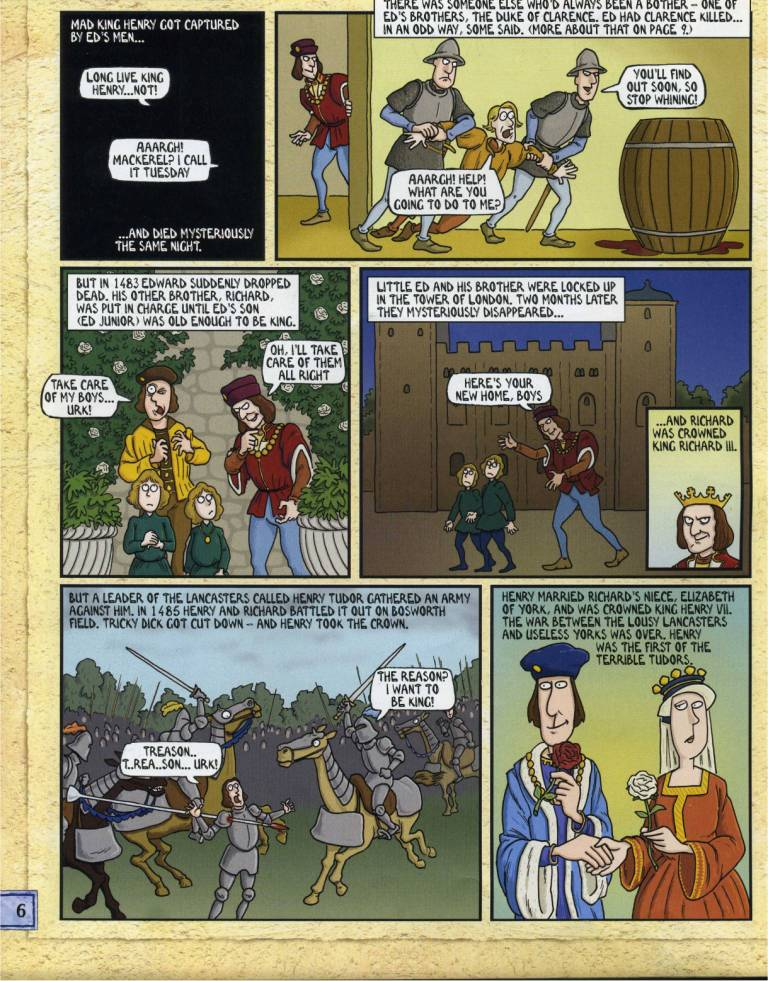 MAD KING HENRY GOT CAPTURED
BY ED'S MEN...
LONG LIVE KING
HENRY...NOT!
AAARGH!
MACKEREL? I CALL
IT TUESDAY
...AND DIED MYSTERIOUSLY
THE SAME NIGHT.
THERE WAS SOMEONE ELSE WHO'D ALWAYS BEEN A BOTHER – ONE OF
ED'S BROTHERS, THE DUKE OF CLARENCE. ED HAD CLARENCE KILLED...
IN AN ODD WAY, SOME SAID. (MORE ABOUT THAT ON PAGE 9.)
YOU'LL FIND
OUT SOON, SO
STOP WHINING!
AAARGH! HELP!
WHAT ARE YOU
GOING TO DO TO ME?
BUT IN 1483 EDWARD SUDDENLY DROPPED
DEAD. HIS OTHER BROTHER, RICHARD,
WAS PUT IN CHARGE UNTIL ED'S SON
(ED JUNIOR) WAS OLD ENOUGH TO BE KING.
TAKE CARE
OF MY BOYS...
URK!
OH, I'LL TAKE
CARE OF THEM
ALL RIGHT
LITTLE ED AND HIS BROTHER WERE LOCKED UP
IN THE TOWER OF LONDON. TWO MONTHS LATER
THEY MYSTERIOUSLY DISAPPEARED...
HERE'S YOUR
NEW HOME, BOYS
...AND RICHARD
WAS CROWNED
KING RICHARD III.
BUT A LEADER OF THE LANCASTERS CALLED HENRY TUDOR GATHERED AN ARMY
AGAINST HIM. IN 1485 HENRY AND RICHARD BATTLED IT OUT ON BOSWORTH
FIELD. TRICKY DICK GOT CUT DOWN – AND HENRY TOOK THE CROWN.
THE REASON?
I WANT TO
BE KING!
TREASON..
T..REA..SON... URK!
HENRY MARRIED RICHARD'S NIECE, ELIZABETH
OF YORK, AND WAS CROWNED KING HENRY VII.
THE WAR BETWEEN THE LOUSY LANCASTERS
AND USELESS YORKS WAS OVER. HENRY
WAS THE FIRST OF THE
TERRIBLE TUDORS.
6